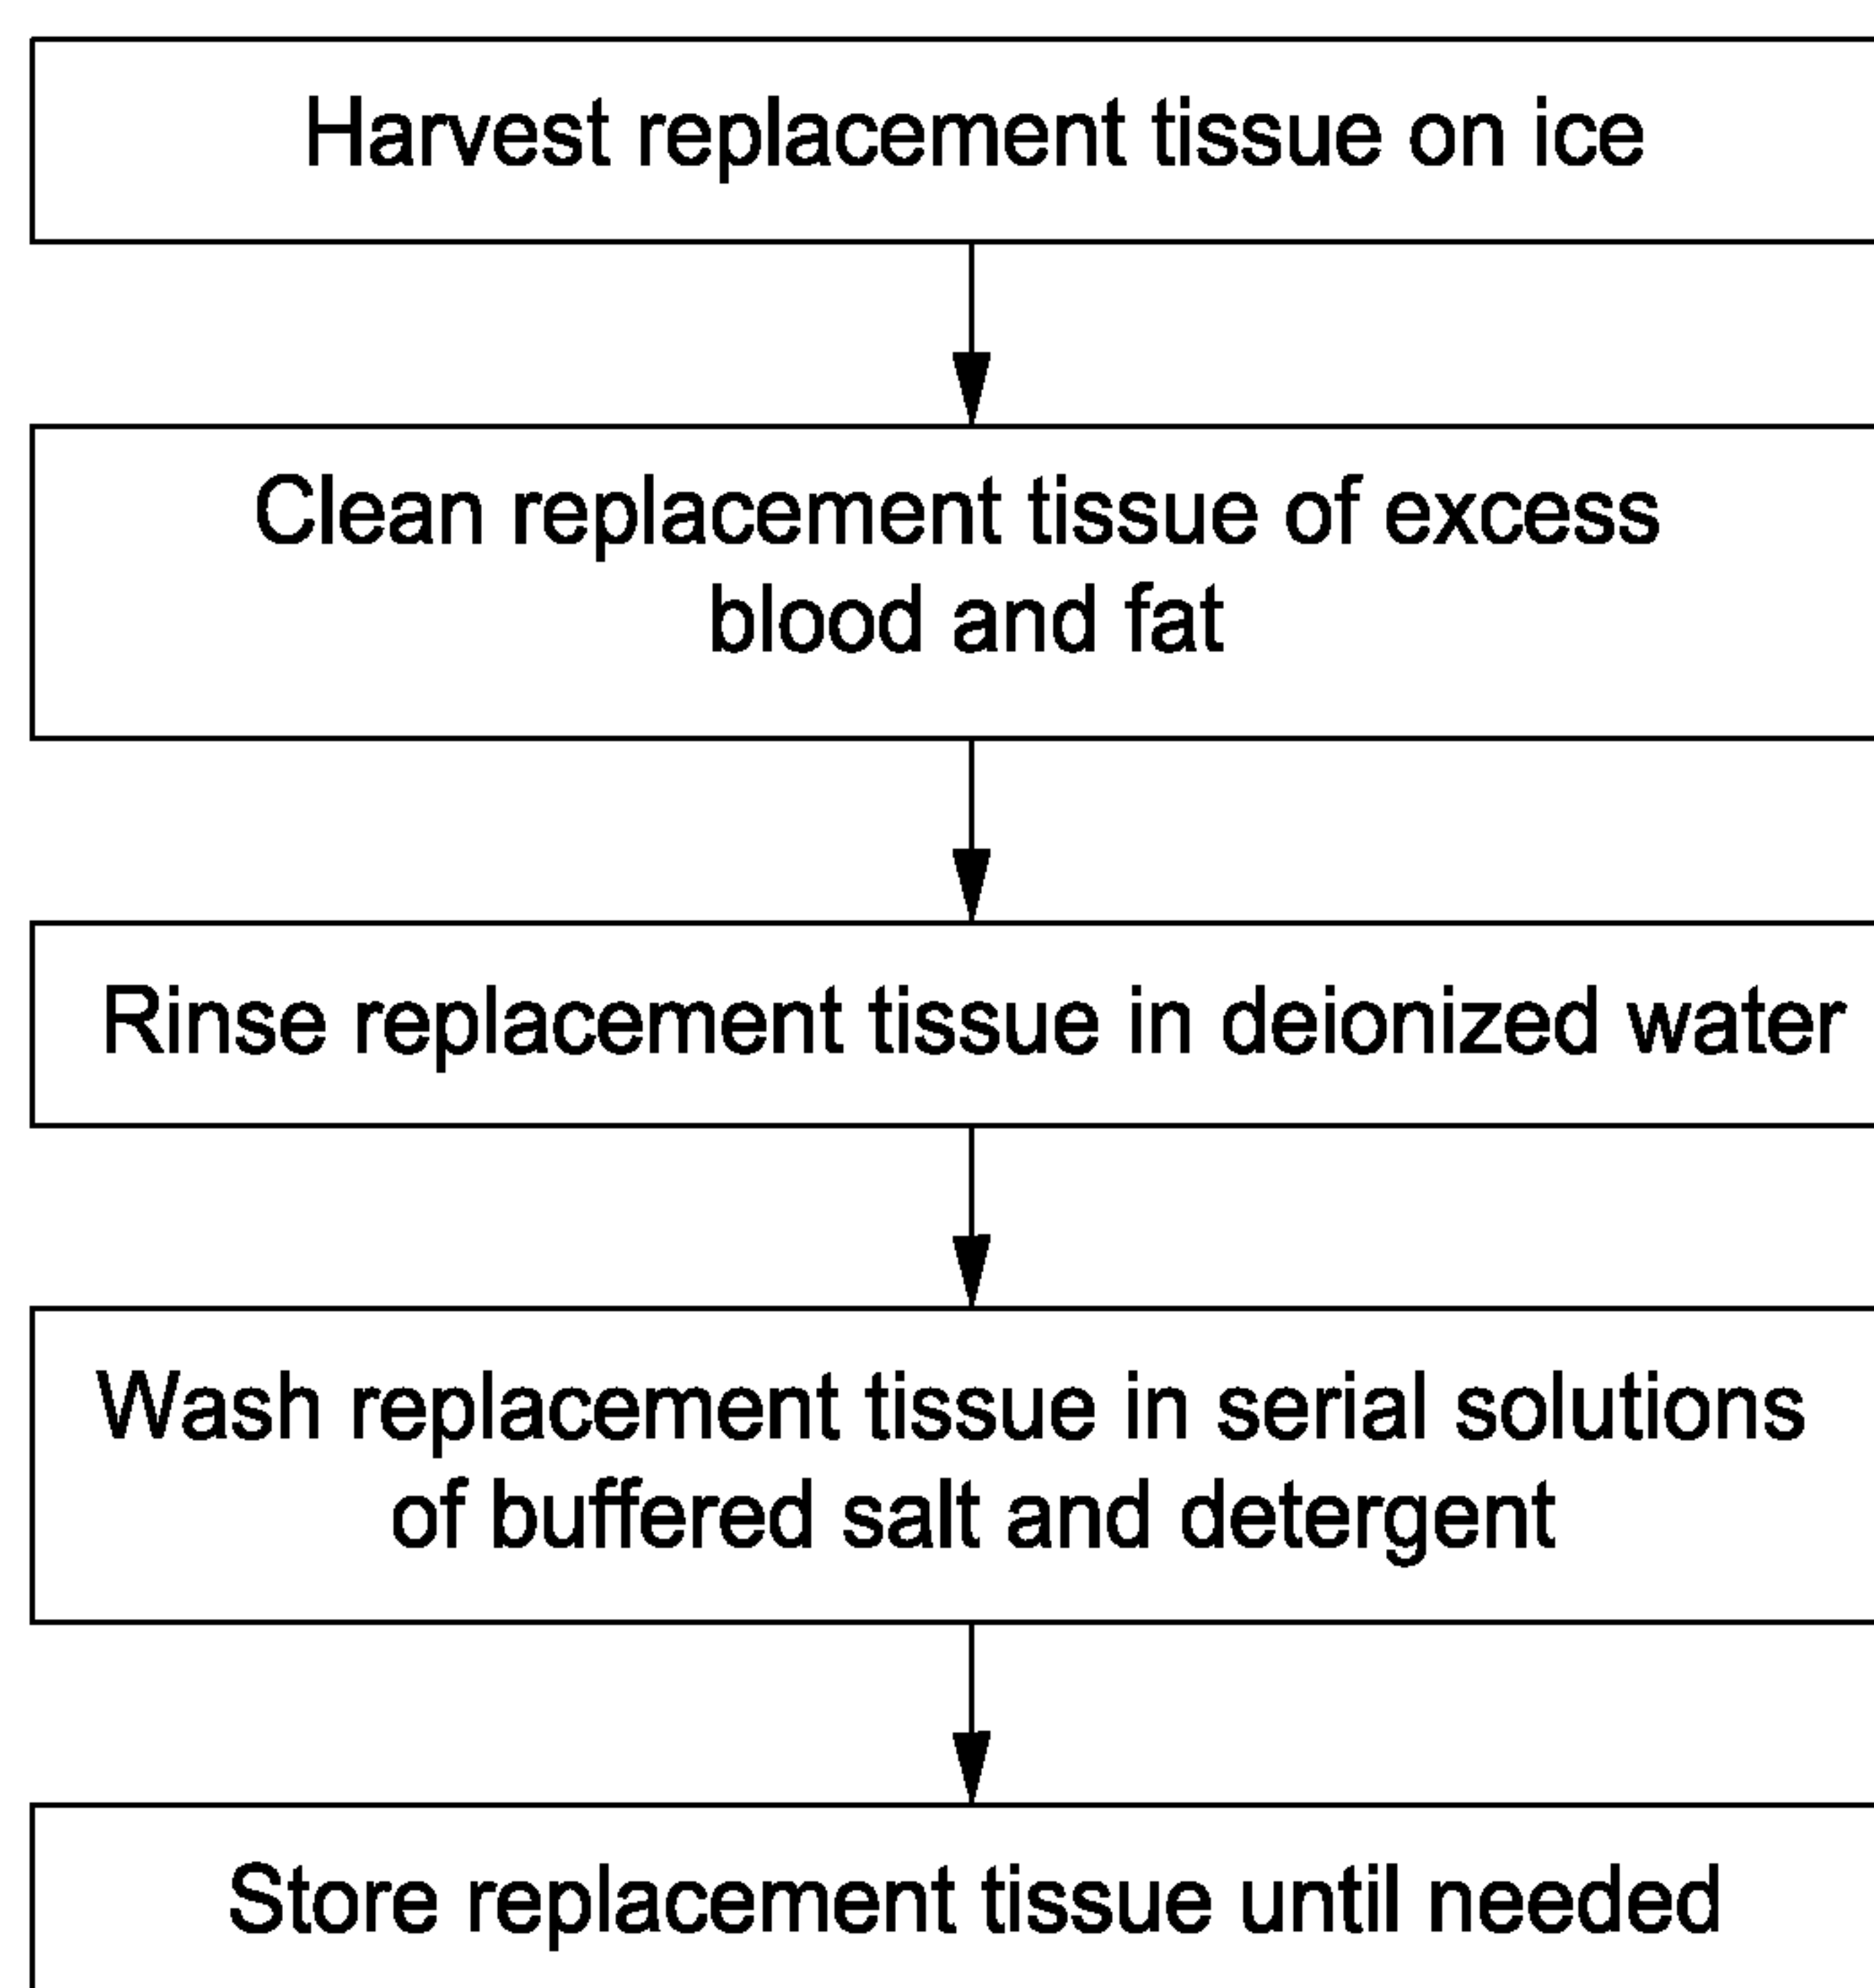 Harvest replacement tissue on ice
Clean replacement tissue of excess
blood and fat
Rinse replacement tissue in deionized water
Wash replacement tissue in serial solutions
of buffered salt and detergent
Store replacement tissue until needed